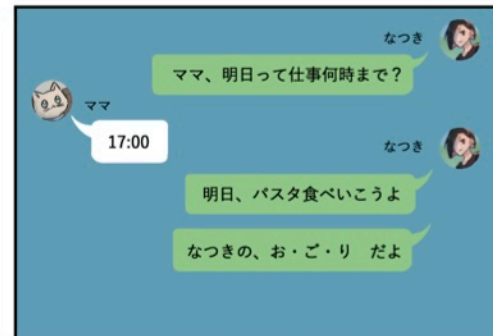 なつき
ママ、明日って仕事何時まで？
ママ
17:00
なつき
明日、パスタ食べいこうよ
なつきの、お・ご・り　だよ